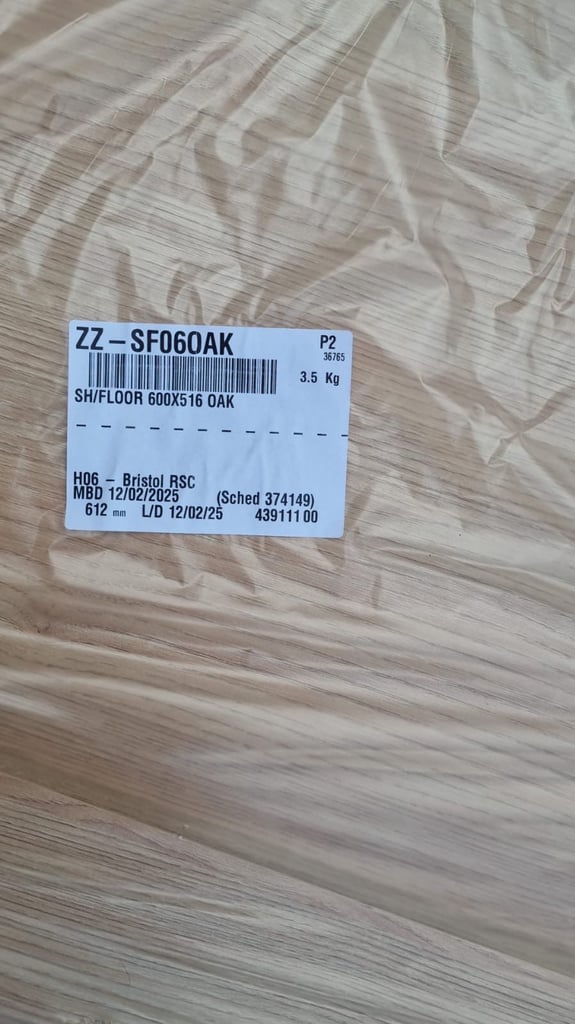 ZZ-SF06OAK
P2
36765
3.5 Kg
SH/FLOOR 600X516 OAK
H06 - Bristol RSC
MBD 12/02/2025 (Sched 374149)
612 mm L/D 12/02/25 43911100